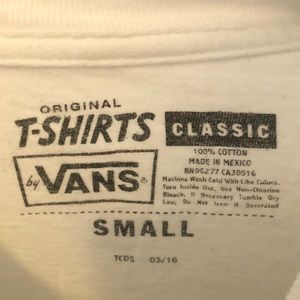 ORIGINAL
T-SHIRTS
by VANS®
CLASSIC
100% COTTON
MADE IN MEXICO
RN96277 CA30516
Machine Wash Cold With Like Colors.
Turn Inside Out, Use Non-Chlorine
Bleach, If Necessary Tumble Dry
Low, Do Not Iron If Decorated
SMALL
TCDS 03/16